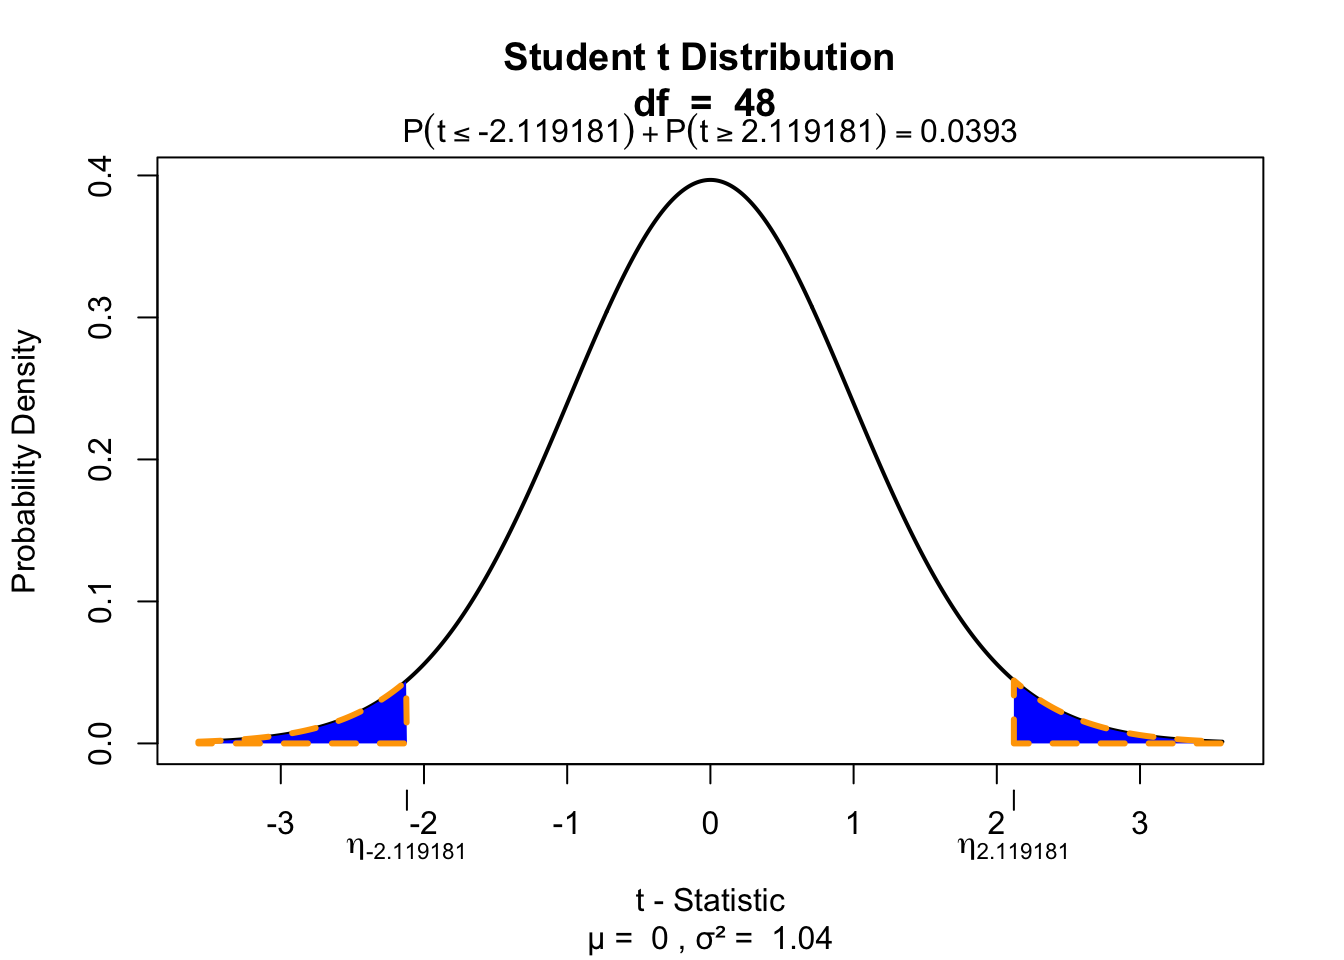 Student t Distribution
df = 48
P(t ≤ -2.119181) + P(t ≥ 2.119181) = 0.0393
Probability Density
0.4
0.3
0.2
0.1
0.0
-3 -2 -1 0 1 2 3
η-2.119181 η2.119181
t - Statistic
μ = 0 , σ² = 1.04